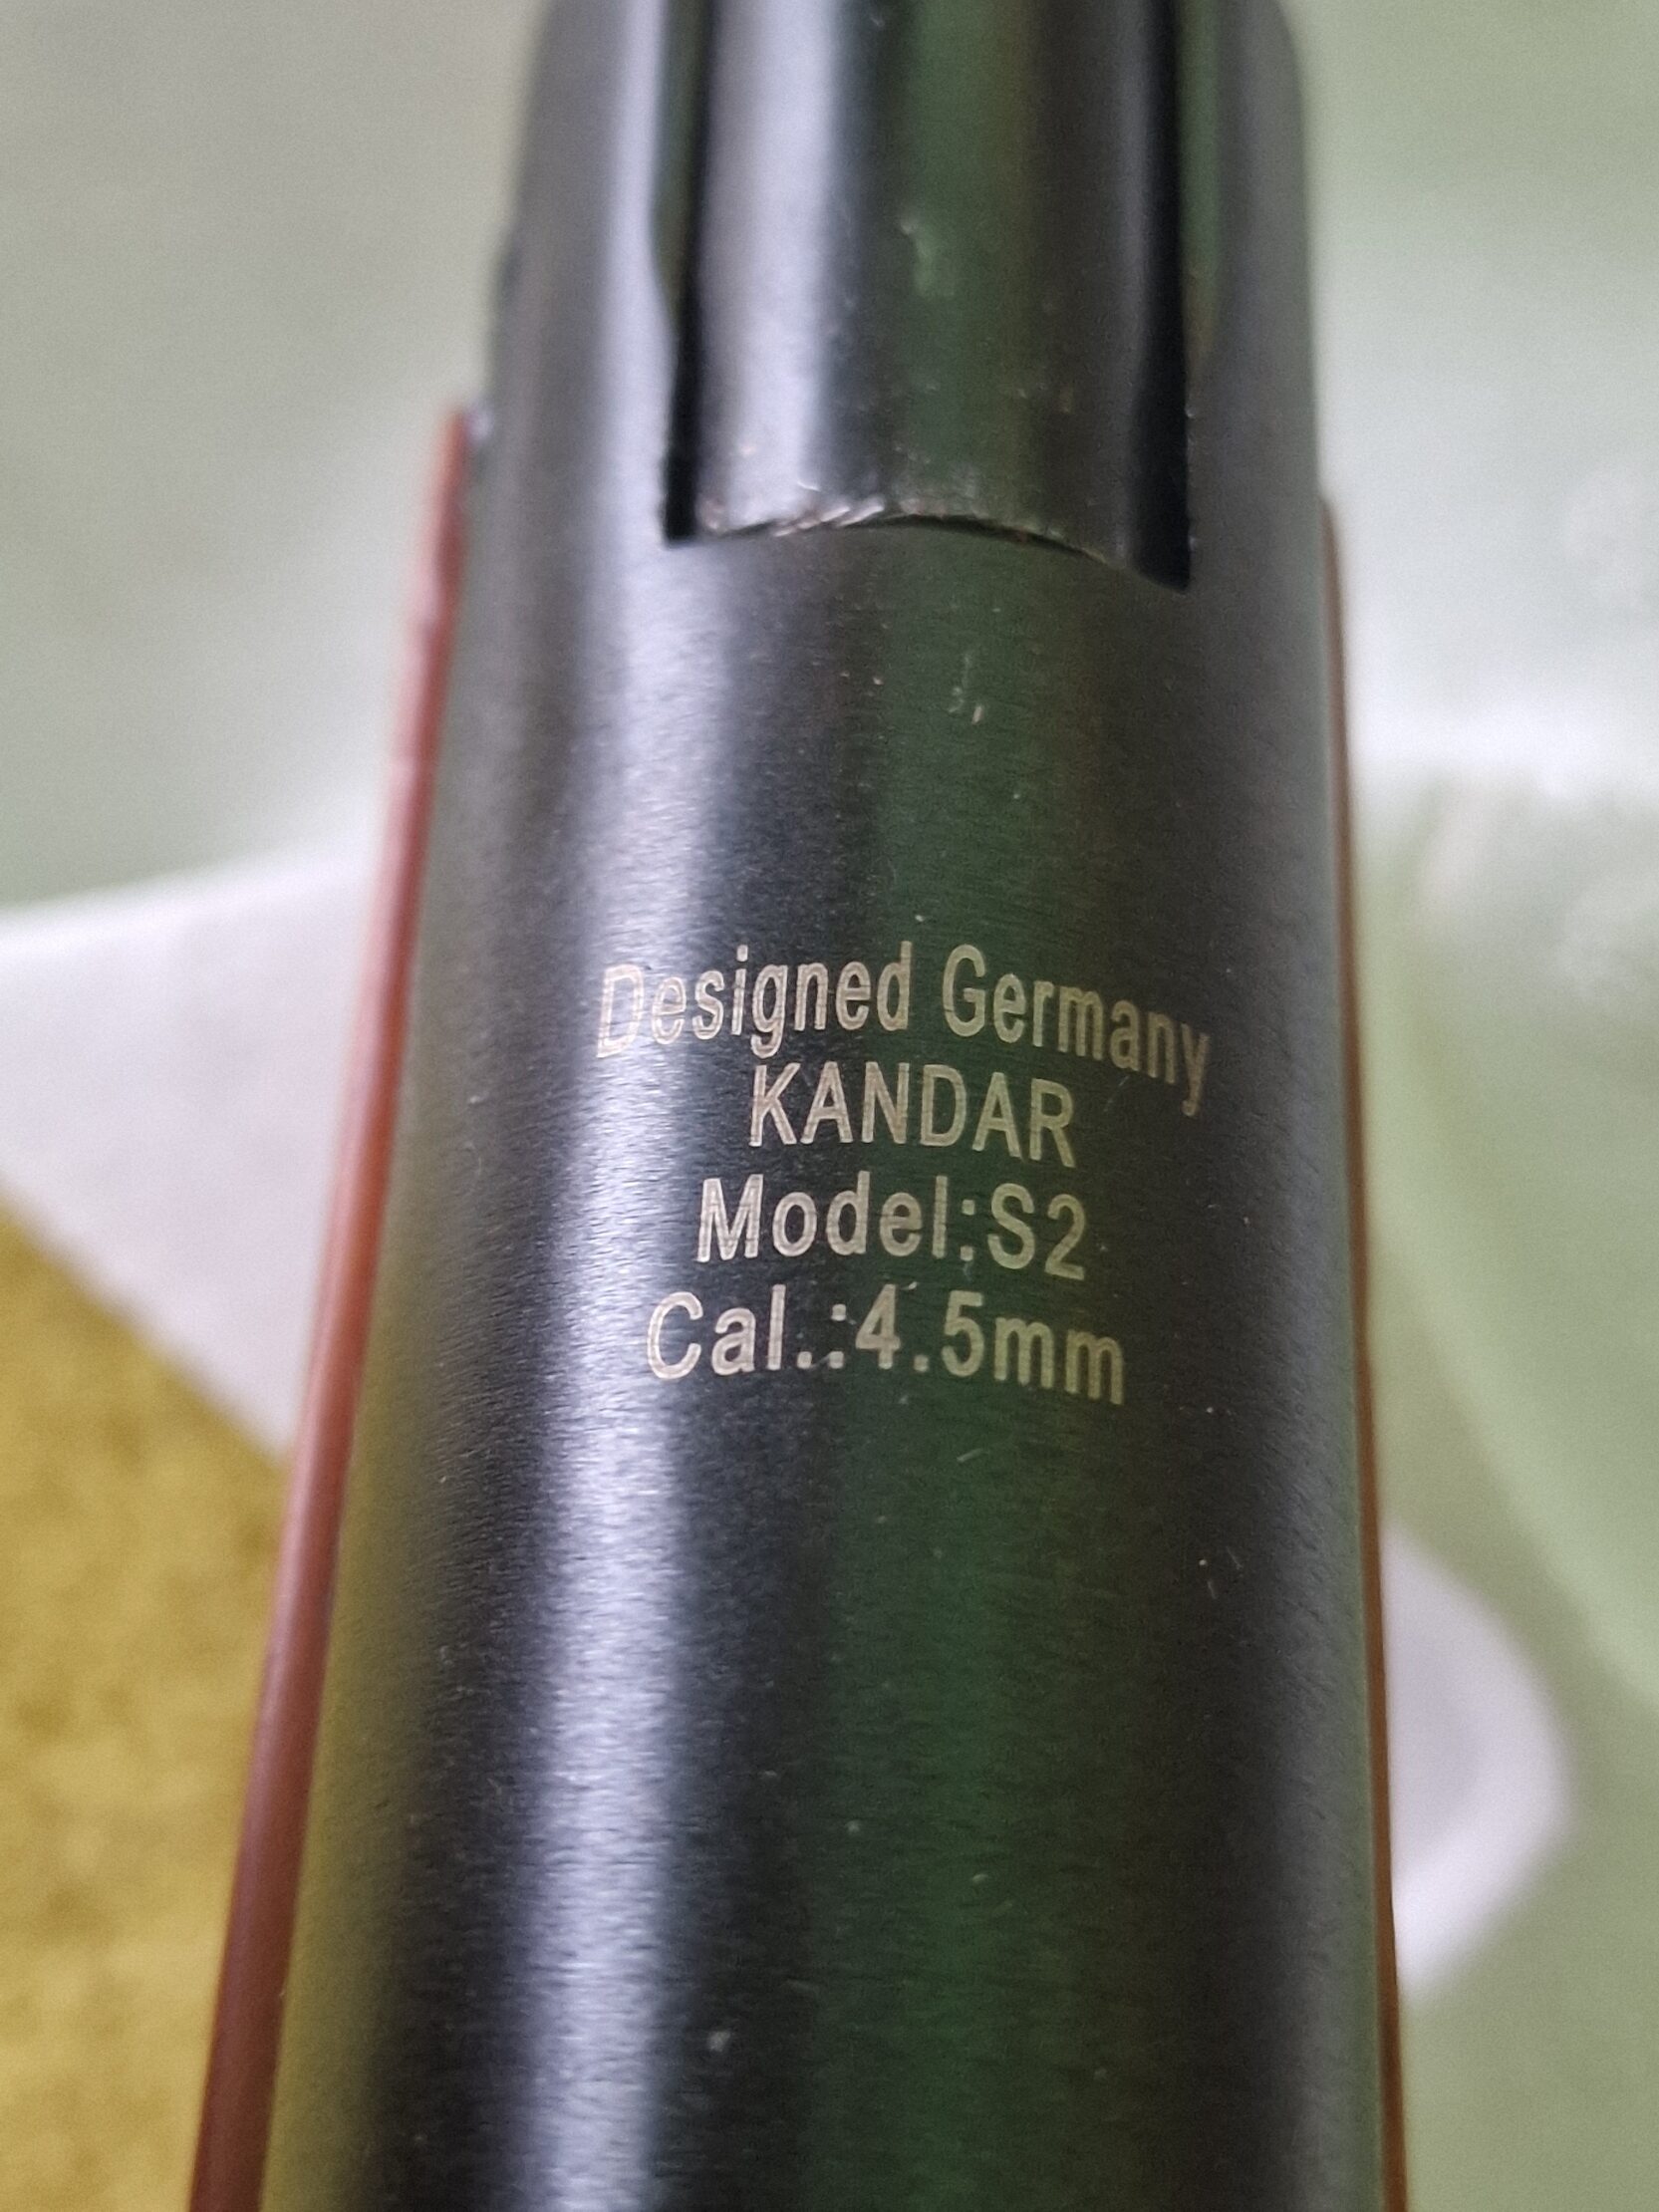 Designed Germany
KANDAR
Model:S2
Cal.:4.5mm